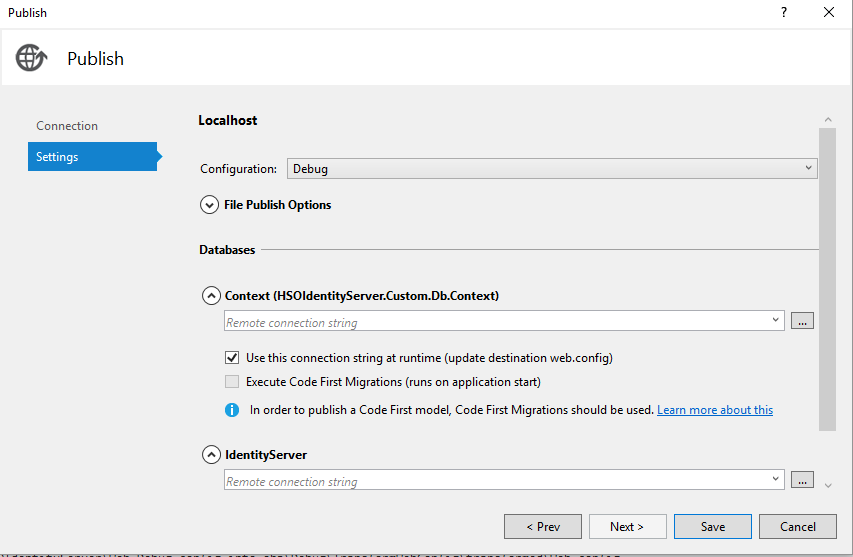 Publish
Publish
Connection
Settings
Localhost
Configuration: Debug
File Publish Options
Databases
Context (HSOIdentityServer.Custom.Db.Context)
Remote connection string
...
Use this connection string at runtime (update destination web.config)
Execute Code First Migrations (runs on application start)
In order to publish a Code First model, Code First Migrations should be used. Learn more about this
IdentityServer
Remote connection string
...
< Prev
Next >
Save
Cancel